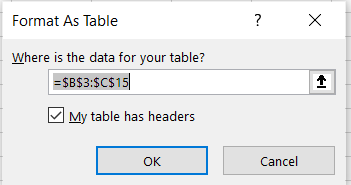 Format As Table ? ×
Where is the data for your table?
=$B$3:$C$15
My table has headers
OK Cancel